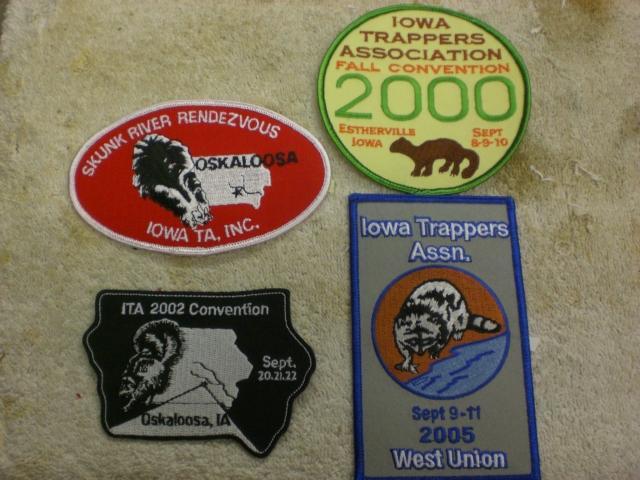 IOWA
TRAPPERS
ASSOCIATION
FALL CONVENTION
2000
ESTHERVILLE
IOWA
SEPT
8-9-10
SKUNK RIVER RENDEZVOUS
OSKALOOSA
IOWA TA, INC.
Iowa Trappers
Assn.
Sept 9-11
2005
West Union
ITA 2002 Convention
Sept.
20.21.22
Oskaloosa, IA